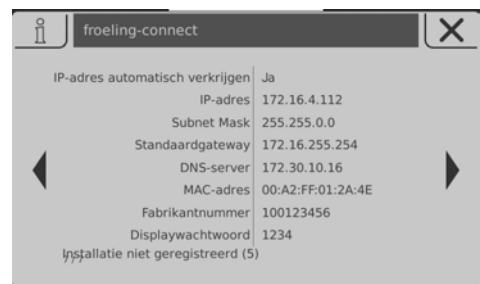 froeling-connect
IP-adres automatisch verkrijgen Ja
IP-adres 172.16.4.112
Subnet Mask 255.255.0.0
Standaardgateway 172.16.255.254
DNS-server 172.30.10.16
MAC-adres 00:A2:FF:01:2A:4E
Fabrikantnummer 100123456
Displaywachtwoord 1234
Installatie niet geregistreerd (5)